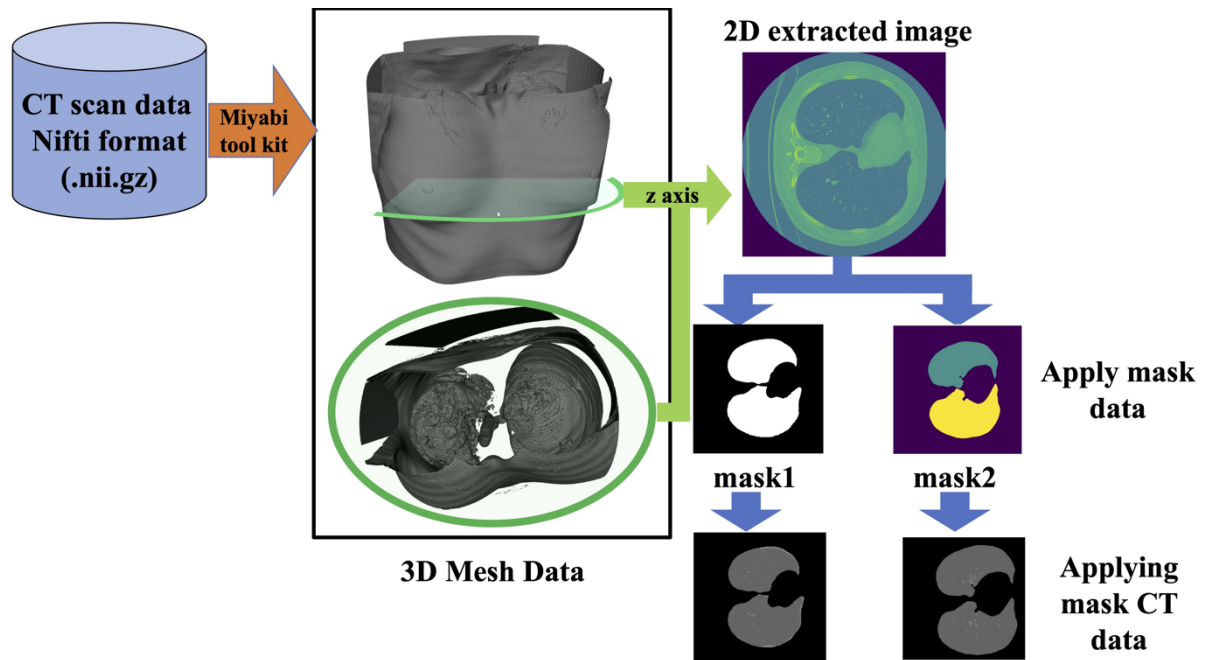 2D extracted image
CT scan data
Nifti format
(.nii.gz)
Miyabi
tool kit
z axis
Apply mask
data
mask1
mask2
3D Mesh Data
Applying
mask CT
data